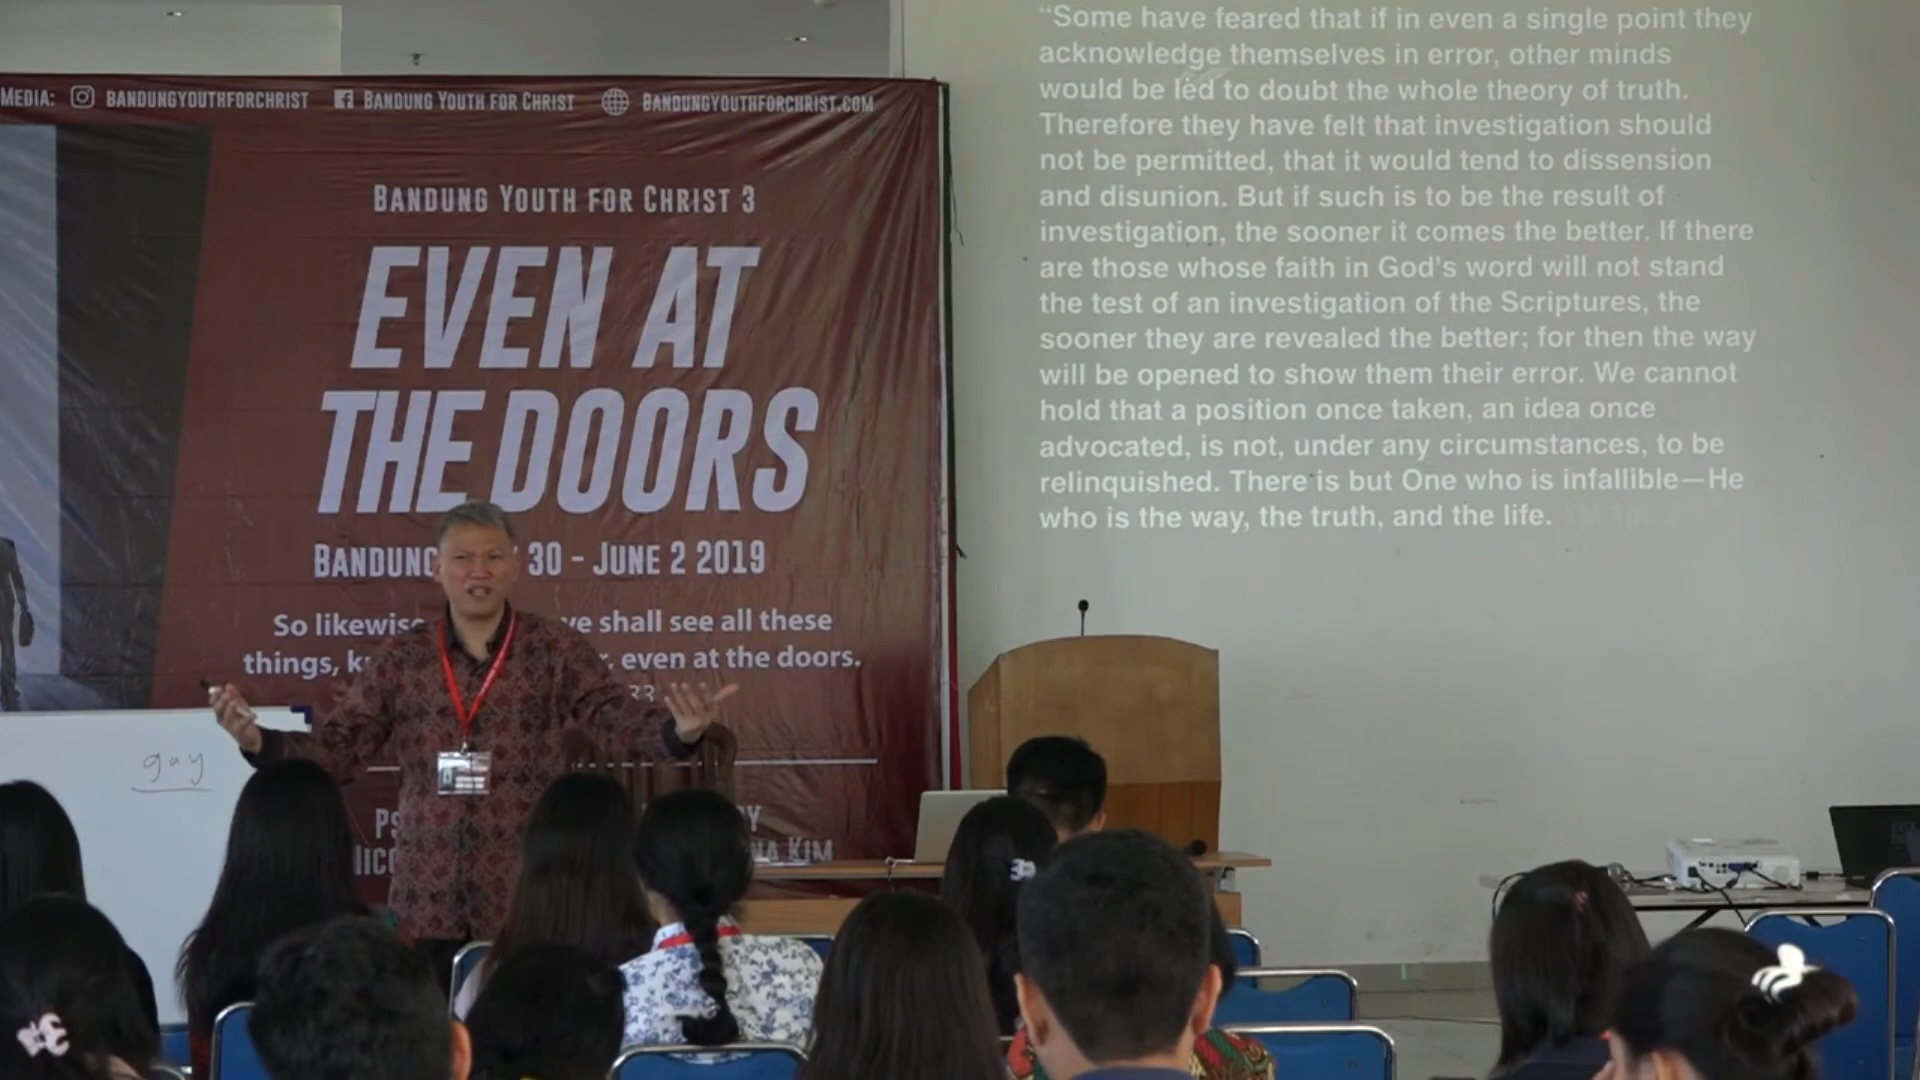 MEDIA: BANDUNGYOUTHFORCHRIST BANDUNG YOUTH FOR CHRIST BANDUNGYOUTHFORCHRIST.COM
BANDUNG YOUTH FOR CHRIST 3
EVEN AT
THE DOORS
BANDUNG 30 - JUNE 2 2019
So likewise ye shall see all these
things, even at the doors.
33
KIM
gay
“Some have feared that if in even a single point they
acknowledge themselves in error, other minds
would be led to doubt the whole theory of truth.
Therefore they have felt that investigation should
not be permitted, that it would tend to dissension
and disunion. But if such is to be the result of
investigation, the sooner it comes the better. If there
are those whose faith in God's word will not stand
the test of an investigation of the Scriptures, the
sooner they are revealed the better; for then the way
will be opened to show them their error. We cannot
hold that a position once taken, an idea once
advocated, is not, under any circumstances, to be
relinquished. There is but One who is infallible—He
who is the way, the truth, and the life.